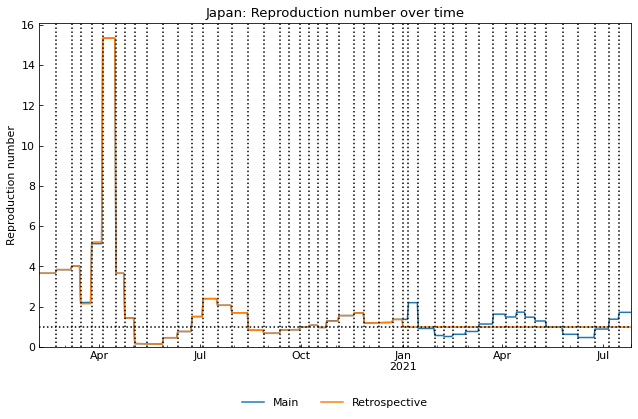 Japan: Reproduction number over time
16
14
12
10
8
6
4
2
0
Reproduction number
Apr
Jul
Oct
Jan
2021
Apr
Jul
Main
Retrospective